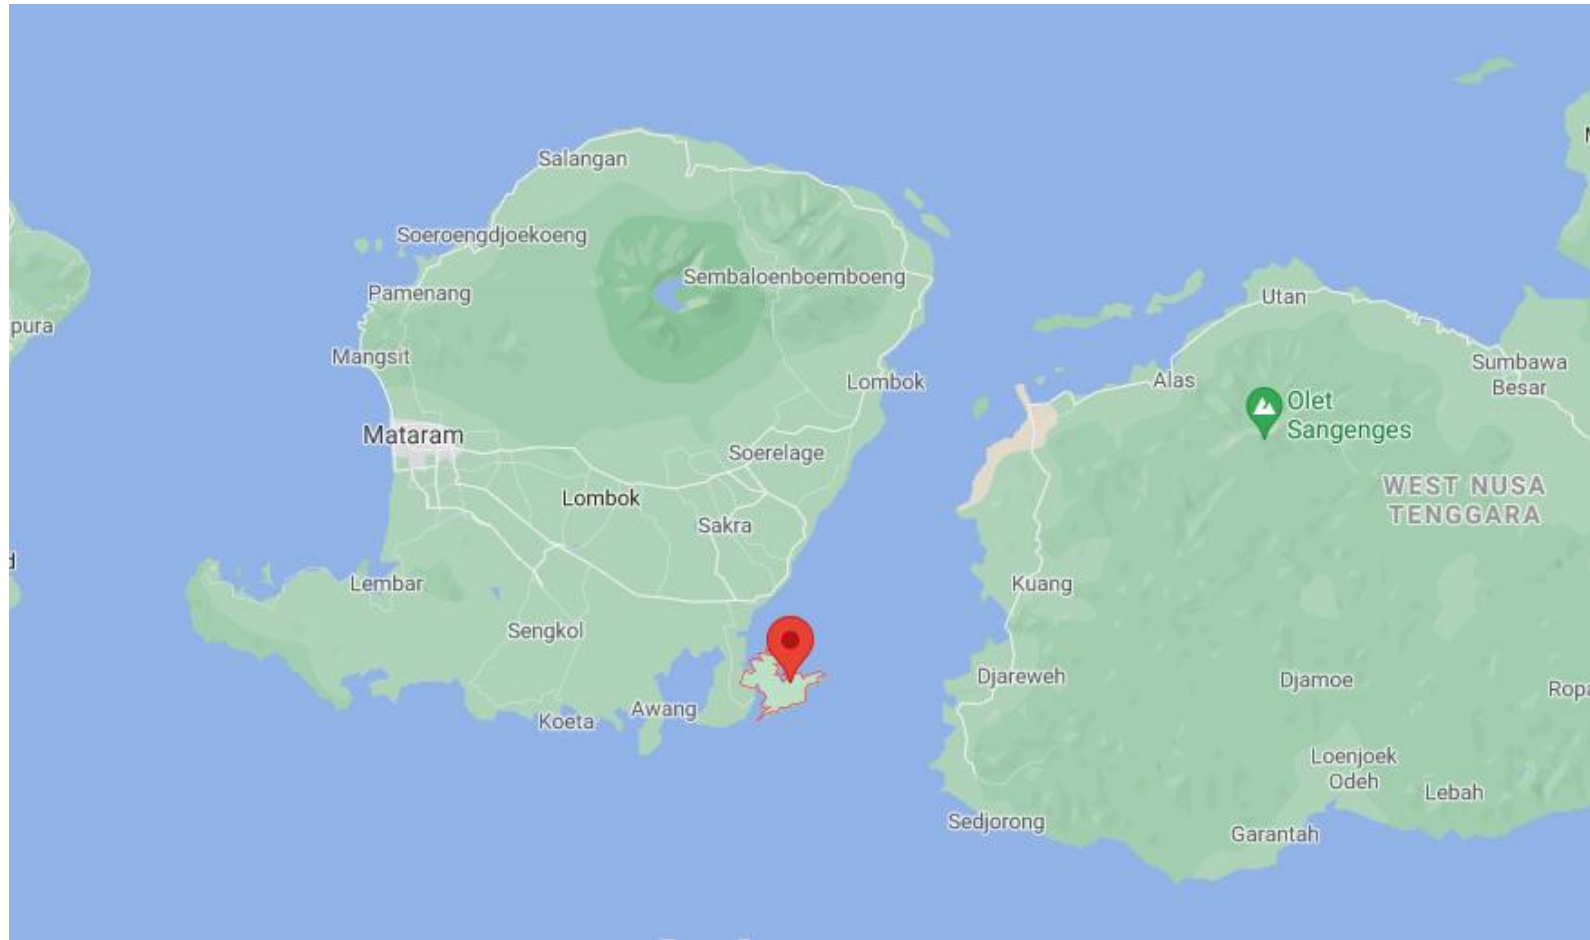 Salangan
Soeroengdjoekoeng
Sembaloenboemboeng
Pamenang
Utan
pura
Mangsit
Sumbawa
Besar
Lombok
Alas
Olet
Sangenges
Mataram
Soerelage
WEST NUSA
TENGGARA
Lombok
Sakra
Lembar
Kuang
Sengkol
Djareweh
Djamoe
Ropa
Awang
Koeta
Loenjoek
Odeh
Lebah
Sedjorong
Garantah